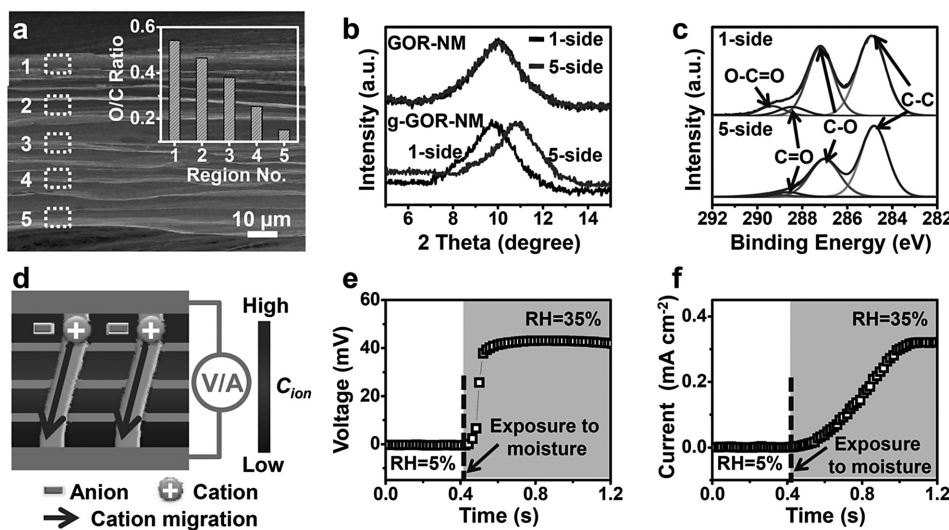 a
1
2
3
4
5
O/C Ratio
0.6
0.4
0.2
1 2 3 4 5
Region No.
10 µm
b
GOR-NM
1-side
5-side
g-GOR-NM
1-side
5-side
Intensity (a.u.)
6 8 10 12 14
2 Theta (degree)
c
1-side
O-C=O
C-C
5-side
C-O
C=O
Intensity (a.u.)
292 290 288 286 284 282
Binding Energy (eV)
d
High
V/A
C_ion
Low
Anion
Cation
Cation migration
e
60
40
20
0
Voltage (mV)
RH=35%
Exposure to
moisture
RH=5%
0.0 0.4 0.8 1.2
Time (s)
f
0.4
0.2
0.0
Current (mA cm⁻²)
RH=35%
Exposure
to moisture
RH=5%
0.0 0.4 0.8 1.2
Time (s)